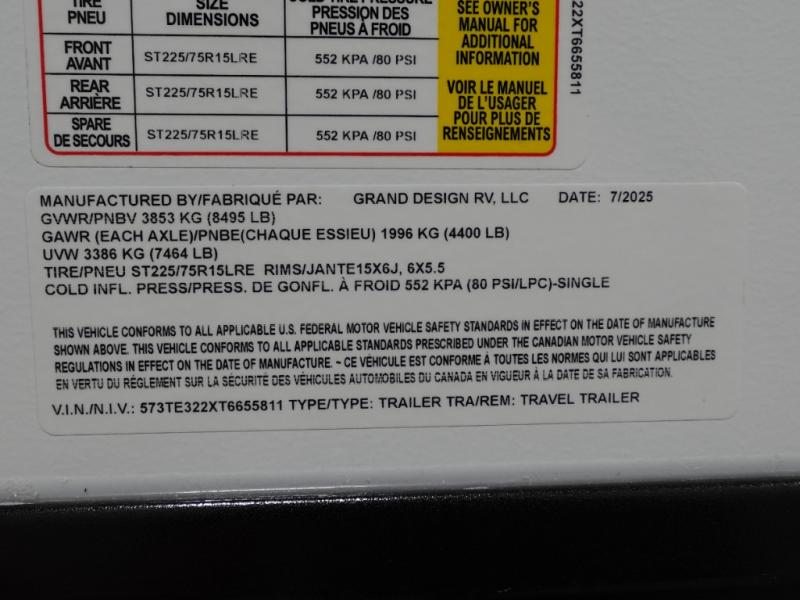 TIRE SIZE COLD TIRE PRESSURE SEE OWNER'S
PNEU DIMENSIONS PRESSION DES PNEUS À FROID MANUAL FOR ADDITIONAL INFORMATION
FRONT AVANT ST225/75R15LRE 552 KPA /80 PSI
REAR ARRIÈRE ST225/75R15LRE 552 KPA /80 PSI
VOIR LE MANUEL DE L'USAGER POUR PLUS DE RENSEIGNEMENTS
SPARE DE SECOURS ST225/75R15LRE 552 KPA /80 PSI
22XT6655811
MANUFACTURED BY/FABRIQUÉ PAR: GRAND DESIGN RV, LLC DATE: 7/2025
GVWR/PNBV 3853 KG (8495 LB)
GAWR (EACH AXLE)/PNBE(CHAQUE ESSIEU) 1996 KG (4400 LB)
UVW 3386 KG (7464 LB)
TIRE/PNEU ST225/75R15LRE RIMS/JANTE15X6J, 6X5.5
COLD INFL. PRESS/PRESS. DE GONFL. À FROID 552 KPA (80 PSI/LPC)-SINGLE
THIS VEHICLE CONFORMS TO ALL APPLICABLE U.S. FEDERAL MOTOR VEHICLE SAFETY STANDARDS IN EFFECT ON THE DATE OF MANUFACTURE
SHOWN ABOVE. THIS VEHICLE CONFORMS TO ALL APPLICABLE STANDARDS PRESCRIBED UNDER THE CANADIAN MOTOR VEHICLE SAFETY
REGULATIONS IN EFFECT ON THE DATE OF MANUFACTURE. ~ CE VÉHICULE EST CONFORME À TOUTES LES NORMES QUI LUI SONT APPLICABLES
EN VERTU DU RÉGLEMENT SUR LA SÉCURITÉ DES VÉHICULES AUTOMOBILES DU CANADA EN VIGUEUR À LA DATE DE SA FABRICATION.
V.I.N./N.I.V.: 573TE322XT6655811 TYPE/TYPE: TRAILER TRA/REM: TRAVEL TRAILER